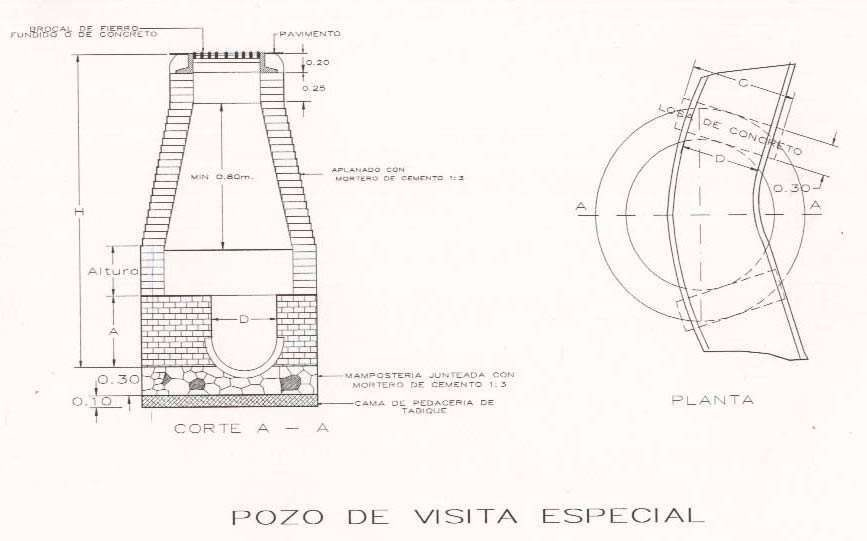 BROCAL DE FIERRO
FUNDIDO O DE CONCRETO
PAVIMENTO
0.20
0.25
MIN 0.80m.
APLANADO CON
MORTERO DE CEMENTO 1:3
H
Altura
A
D
0.30
0.10
MAMPOSTERIA JUNTEADA CON
MORTERO DE CEMENTO 1:3
CAMA DE PEDACERIA DE
TABIQUE
CORTE A - A
C
LOSA DE CONCRETO
D
0.30
A
A
PLANTA
POZO DE VISITA ESPECIAL